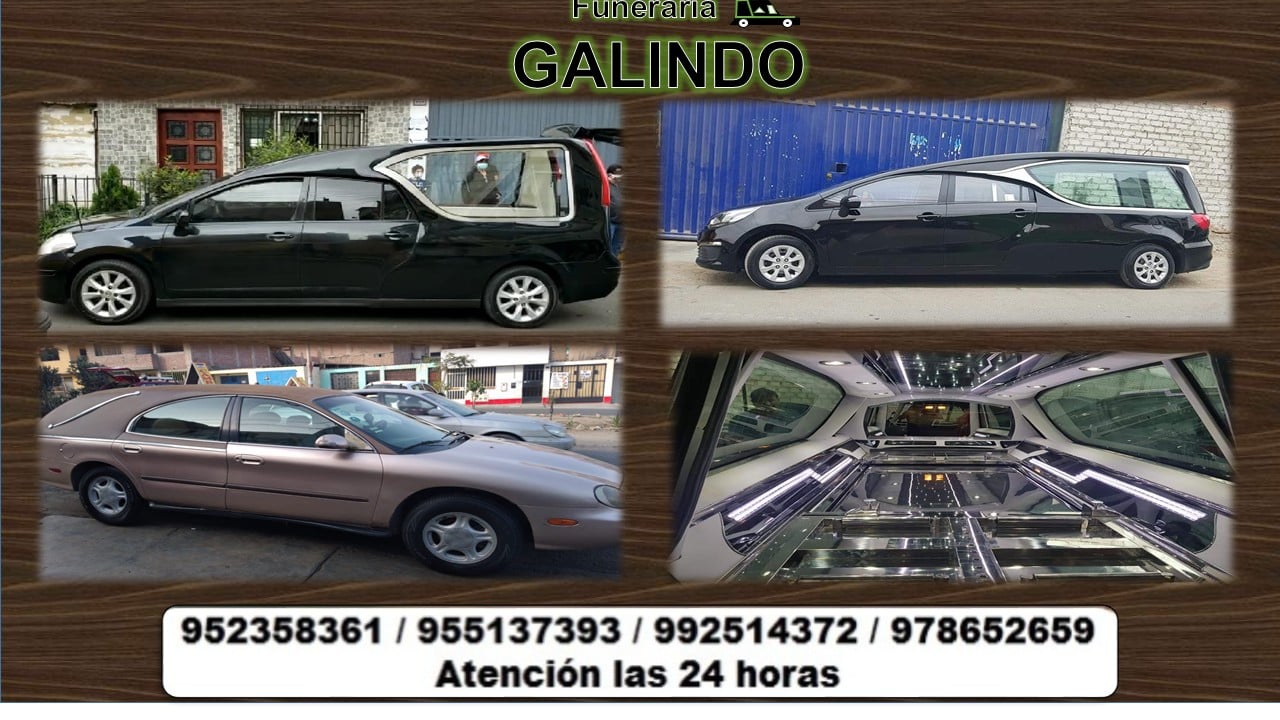 Funeraria
GALINDO
952358361 / 955137393 / 992514372 / 978652659
Atención las 24 horas